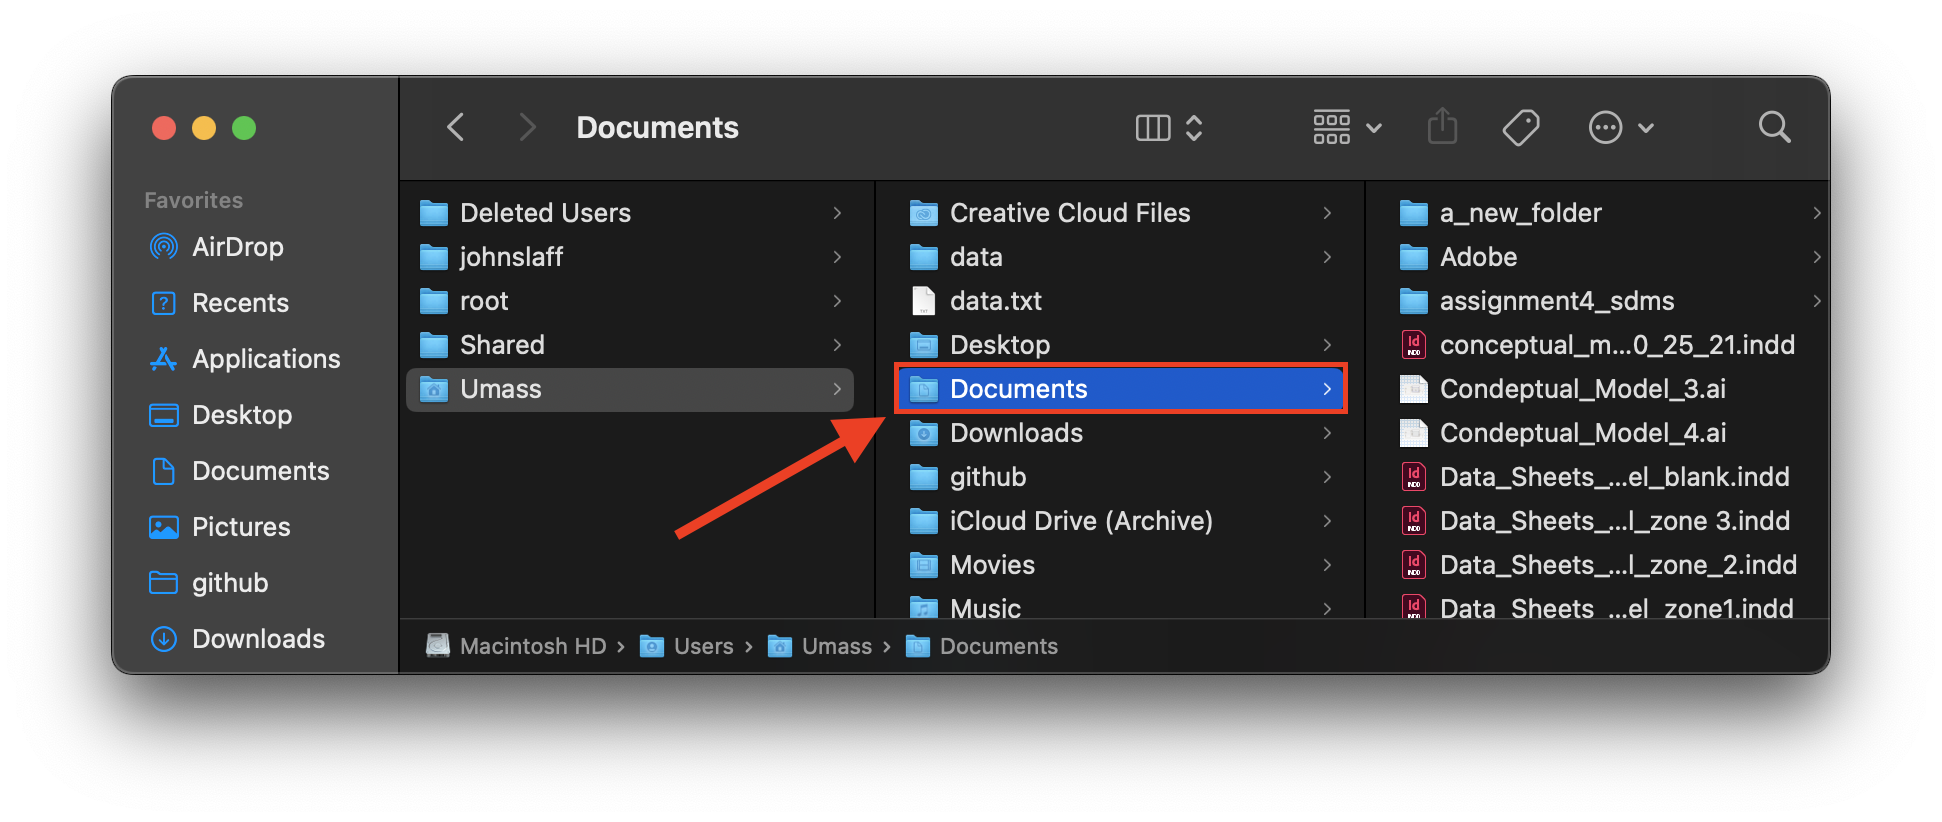 Documents
Favorites
AirDrop
Recents
Applications
Desktop
Documents
Pictures
github
Downloads
Deleted Users
johnslaff
root
Shared
Umass
Creative Cloud Files
data
data.txt
Desktop
Documents
Downloads
github
iCloud Drive (Archive)
Movies
Music
a_new_folder
Adobe
assignment4_sdms
conceptual_m...0_25_21.indd
Condeptual_Model_3.ai
Condeptual_Model_4.ai
Data_Sheets_...el_blank.indd
Data_Sheets_...l_zone 3.indd
Data_Sheets_...l_zone_2.indd
Data_Sheets_...el_zone1.indd
Macintosh HD › Users › Umass › Documents